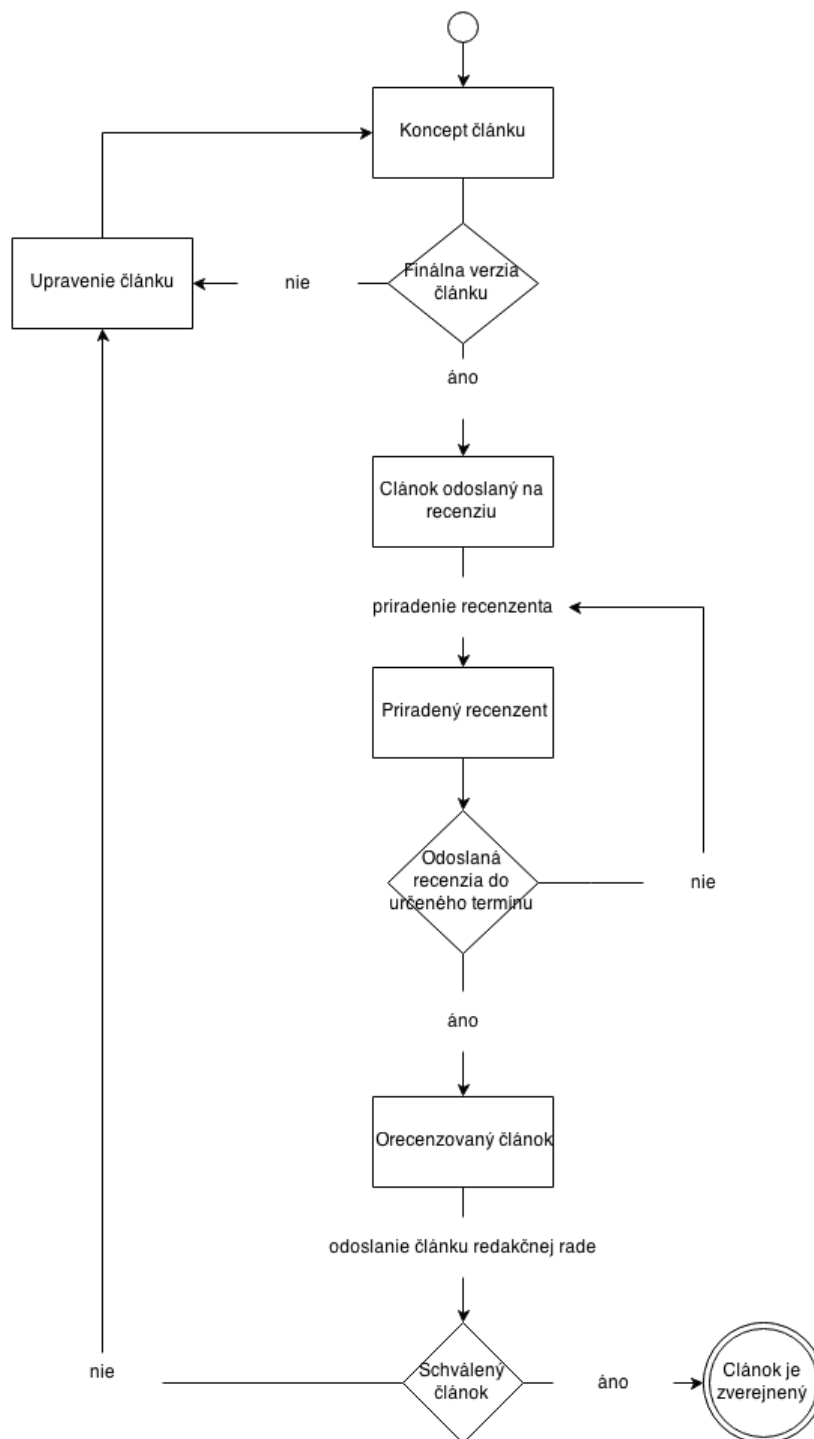 Koncept článku
Upravenie článku
nie
Finálna verzia
článku
áno
Clánok odoslaný na
recenziu
priradenie recenzenta
Priradený recenzent
Odoslaná
recenzia do
určeného termínu
nie
áno
Orecenzovaný článok
odoslanie článku redakčnej rade
nie
Schválený
článok
áno
Clánok je
zverejnený